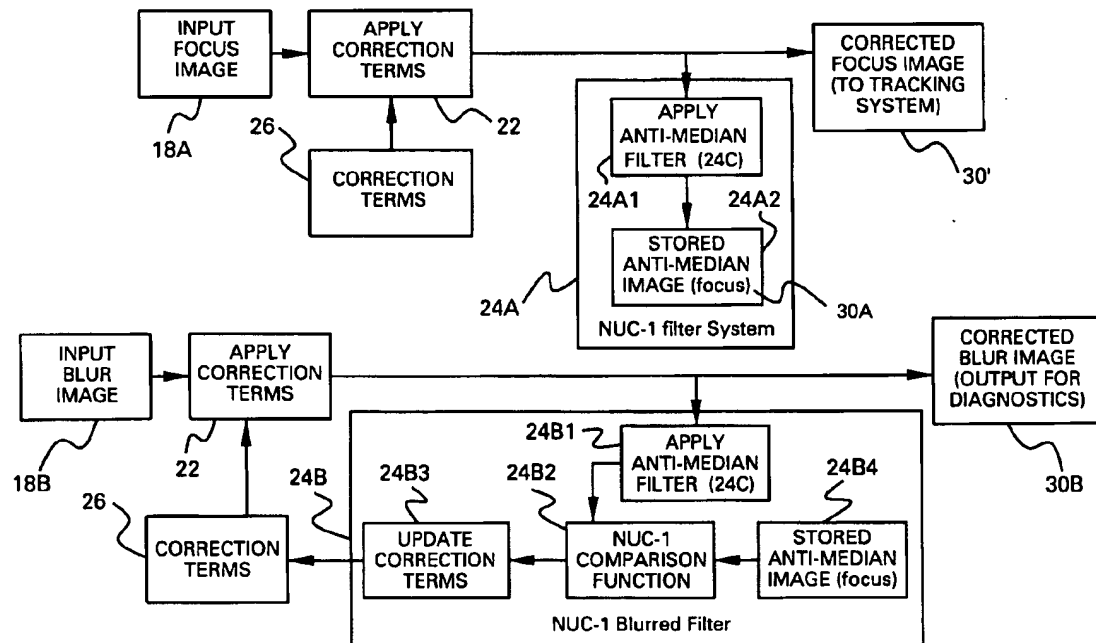 INPUT
FOCUS
IMAGE
18A
APPLY
CORRECTION
TERMS
22
26
CORRECTION
TERMS
APPLY
ANTI-MEDIAN
FILTER (24C)
24A1
24A2
STORED
ANTI-MEDIAN
IMAGE (focus)
24A
30A
NUC-1 filter System
CORRECTED
FOCUS IMAGE
(TO TRACKING
SYSTEM)
30'
INPUT
BLUR
IMAGE
18B
APPLY
CORRECTION
TERMS
22
26
CORRECTION
TERMS
24B
24B3
UPDATE
CORRECTION
TERMS
24B2
NUC-1
COMPARISON
FUNCTION
24B1
APPLY
ANTI-MEDIAN
FILTER (24C)
24B4
STORED
ANTI-MEDIAN
IMAGE (focus)
NUC-1 Blurred Filter
CORRECTED
BLUR IMAGE
(OUTPUT FOR
DIAGNOSTICS)
30B